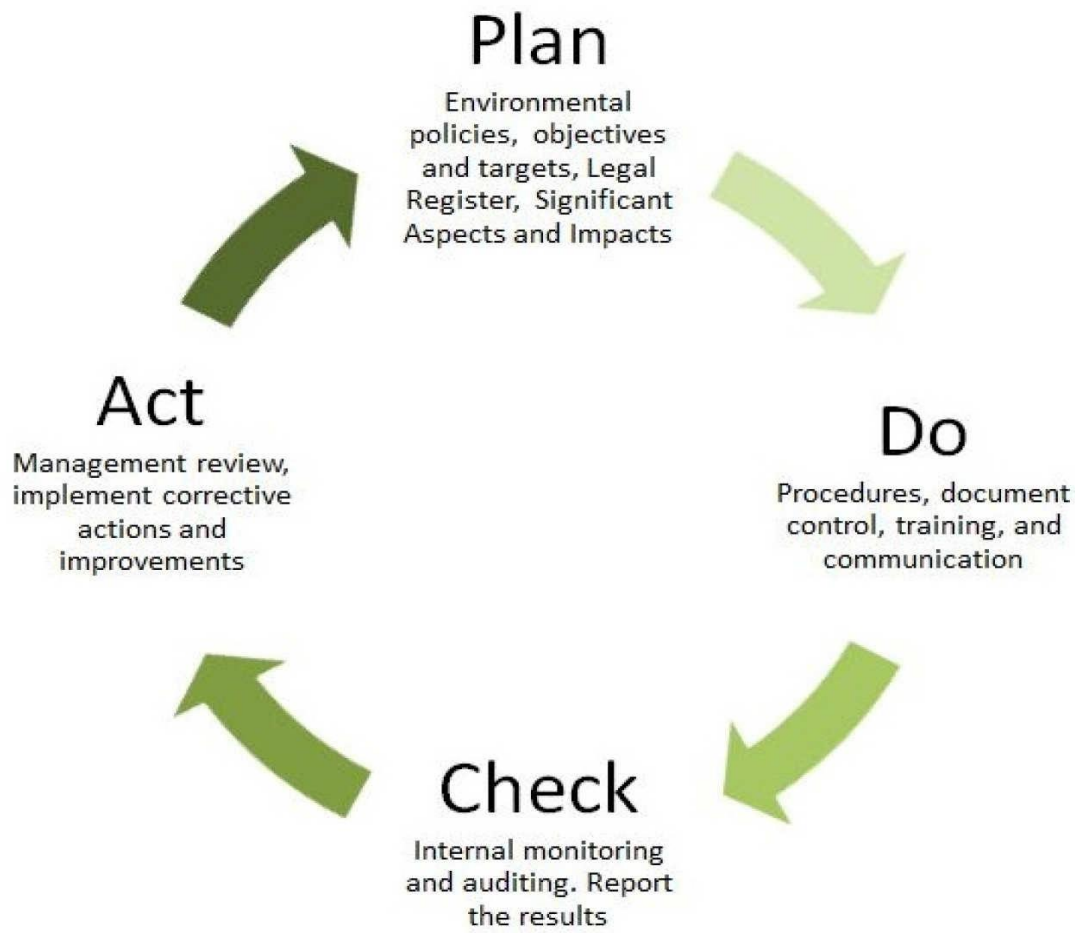 Plan
Environmental
policies, objectives
and targets, Legal
Register, Significant
Aspects and Impacts
Do
Procedures, document
control, training, and
communication
Check
Internal monitoring
and auditing. Report
the results
Act
Management review,
implement corrective
actions and
improvements